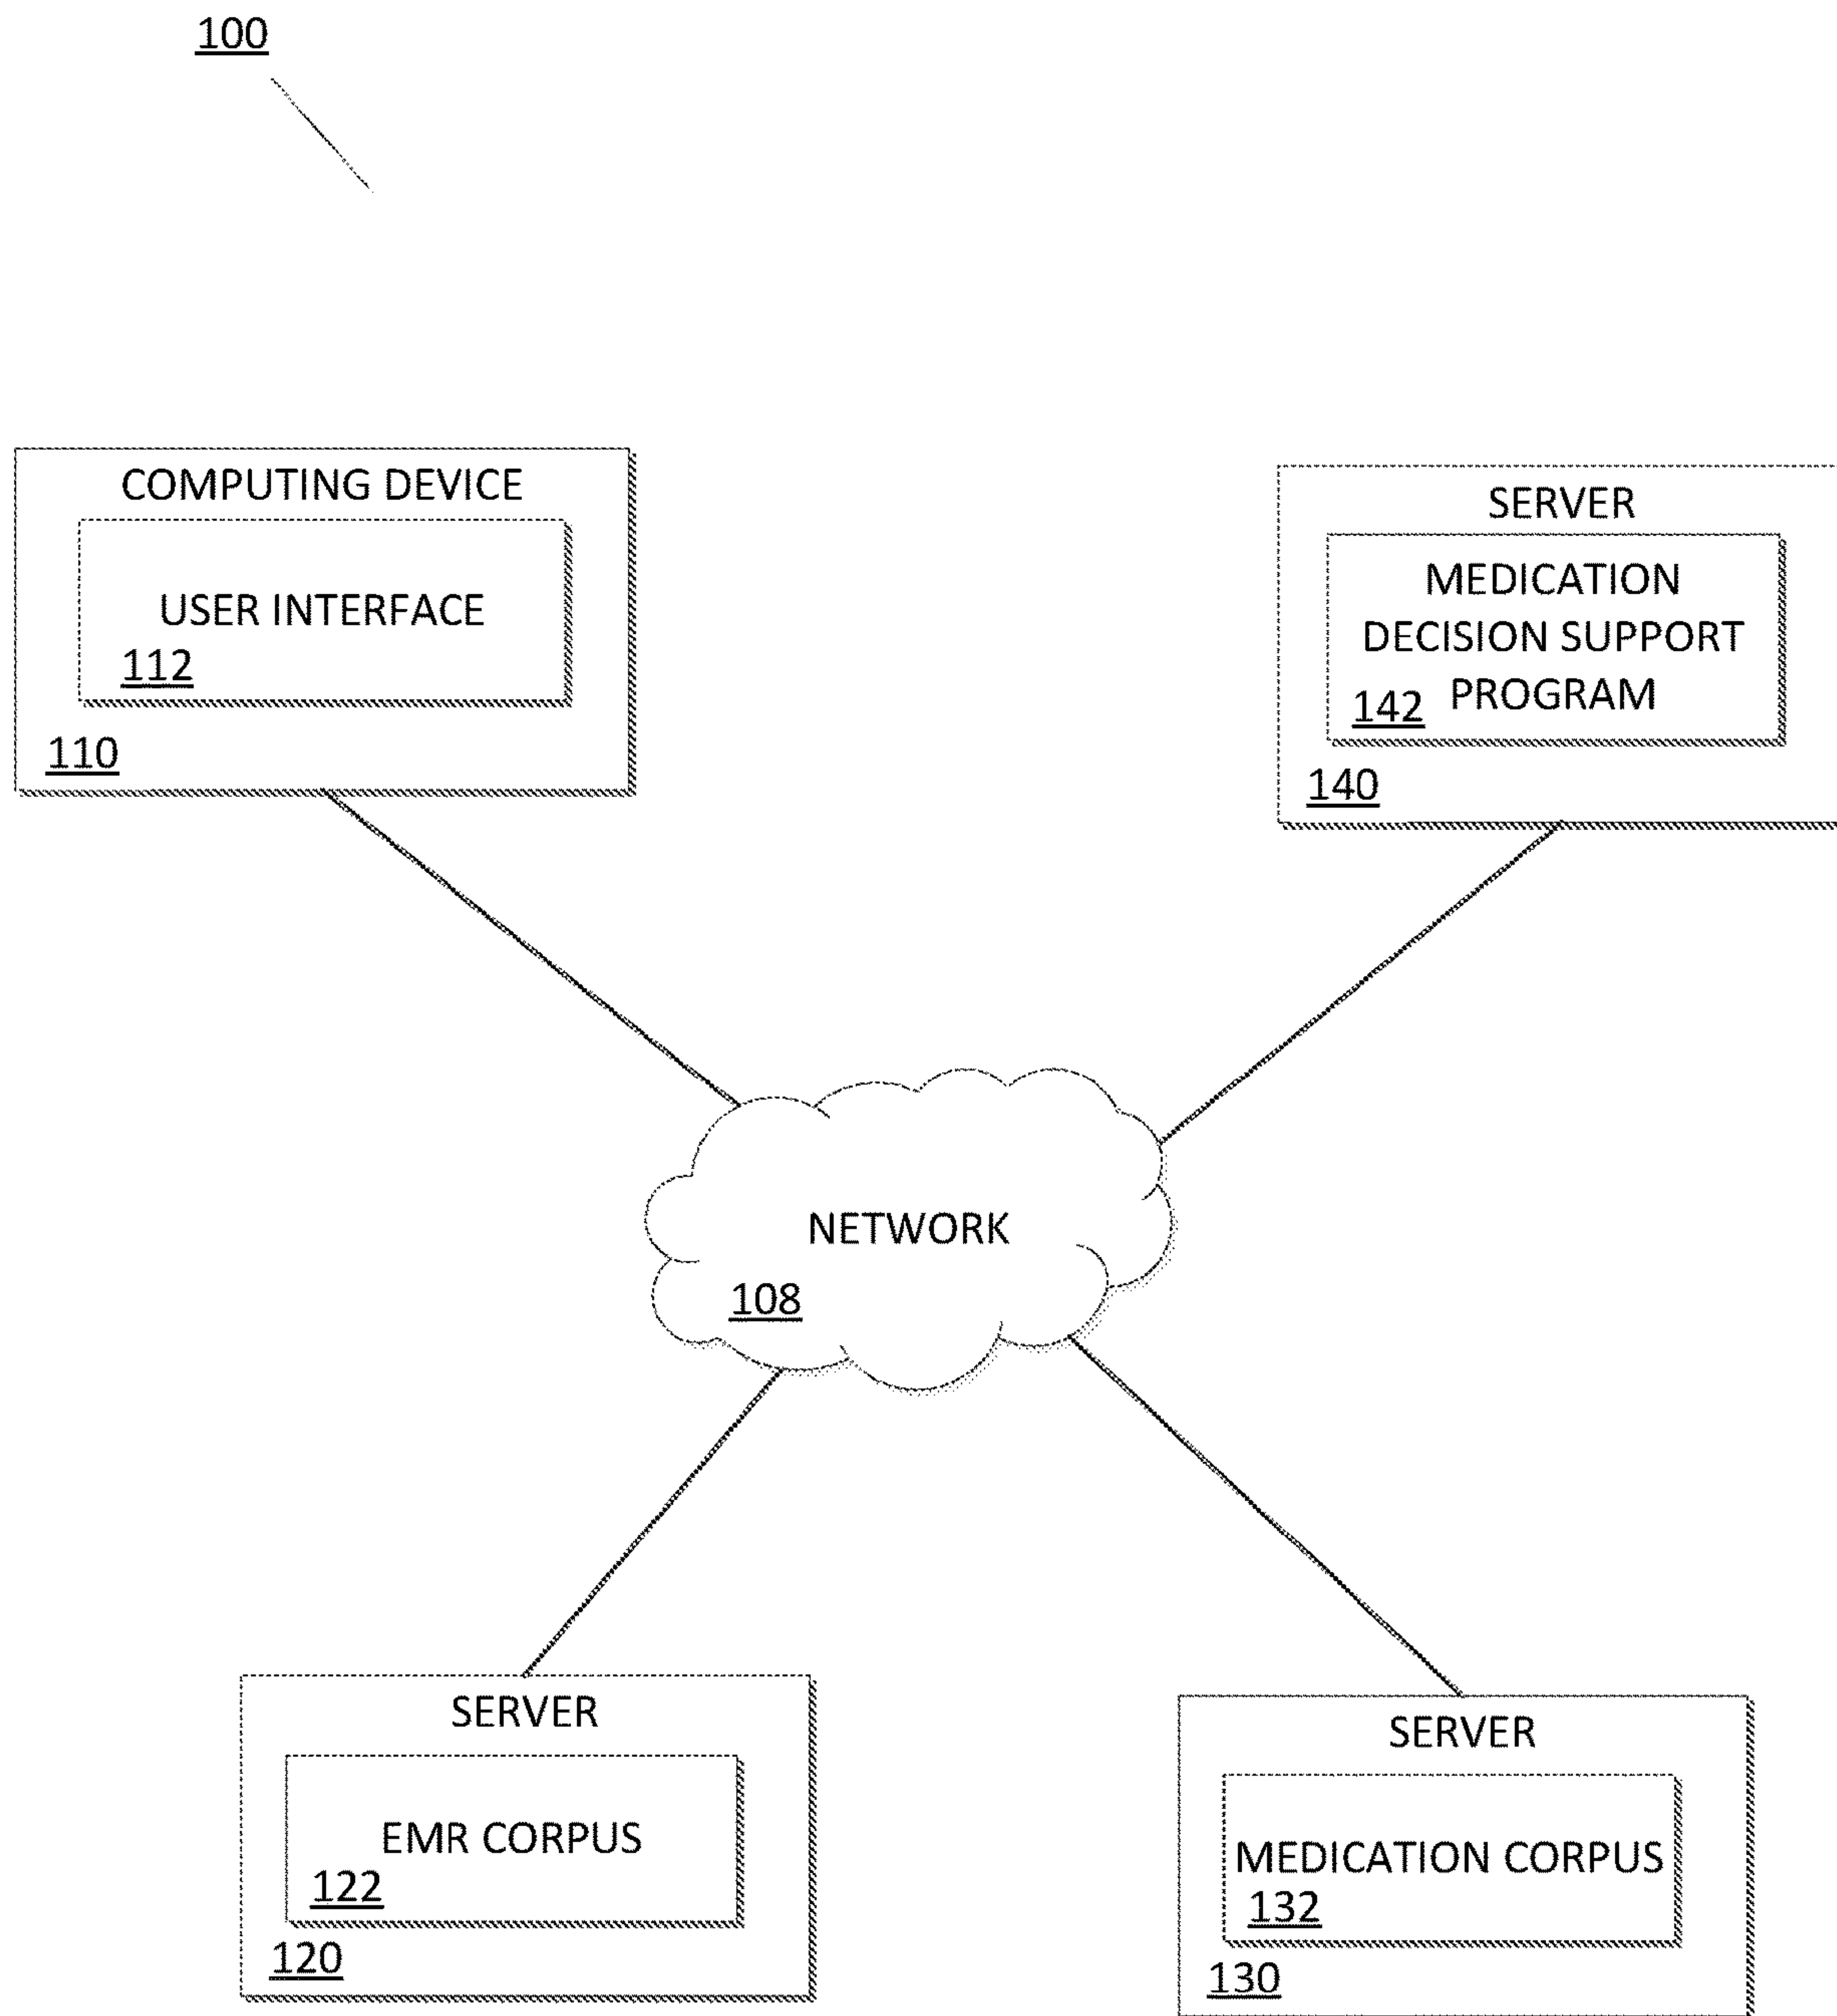 100
COMPUTING DEVICE
USER INTERFACE
112
110
SERVER
MEDICATION
DECISION SUPPORT
PROGRAM
142
140
NETWORK
108
SERVER
EMR CORPUS
122
120
SERVER
MEDICATION CORPUS
132
130